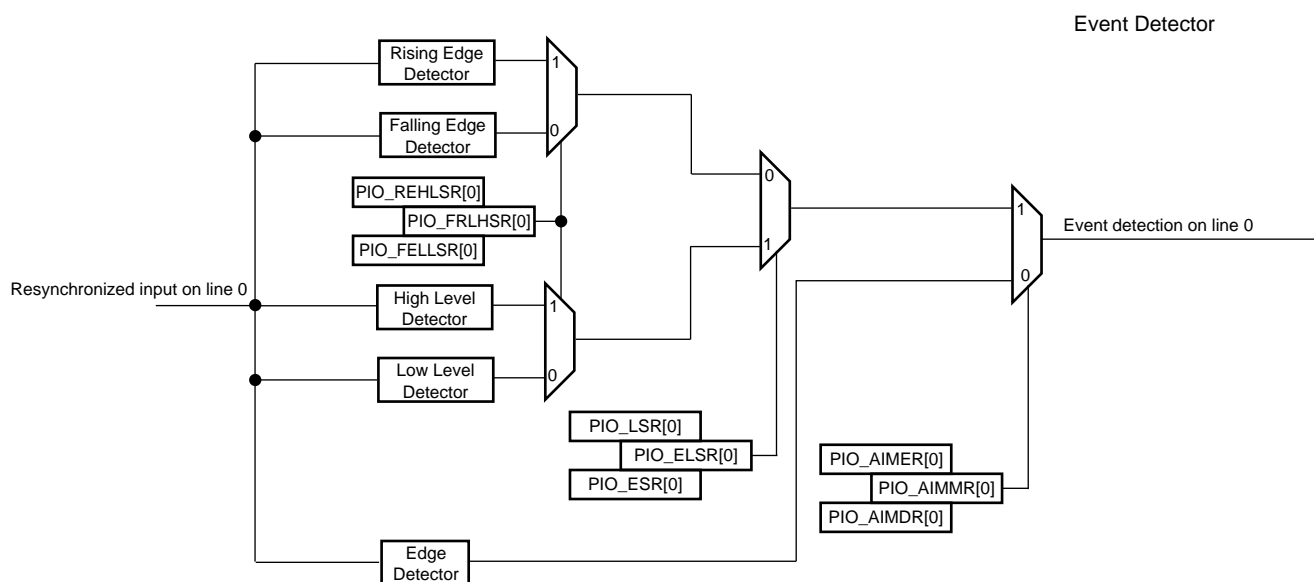 Event Detector
Rising Edge
Detector
1
Falling Edge
Detector
0
0
PIO_REHLSR[0]
PIO_FRLHSR[0]
PIO_FELLSR[0]
1
1
Event detection on line 0
0
Resynchronized input on line 0
High Level
Detector
1
Low Level
Detector
0
PIO_LSR[0]
PIO_ELSR[0]
PIO_ESR[0]
PIO_AIMER[0]
PIO_AIMMR[0]
PIO_AIMDR[0]
Edge
Detector